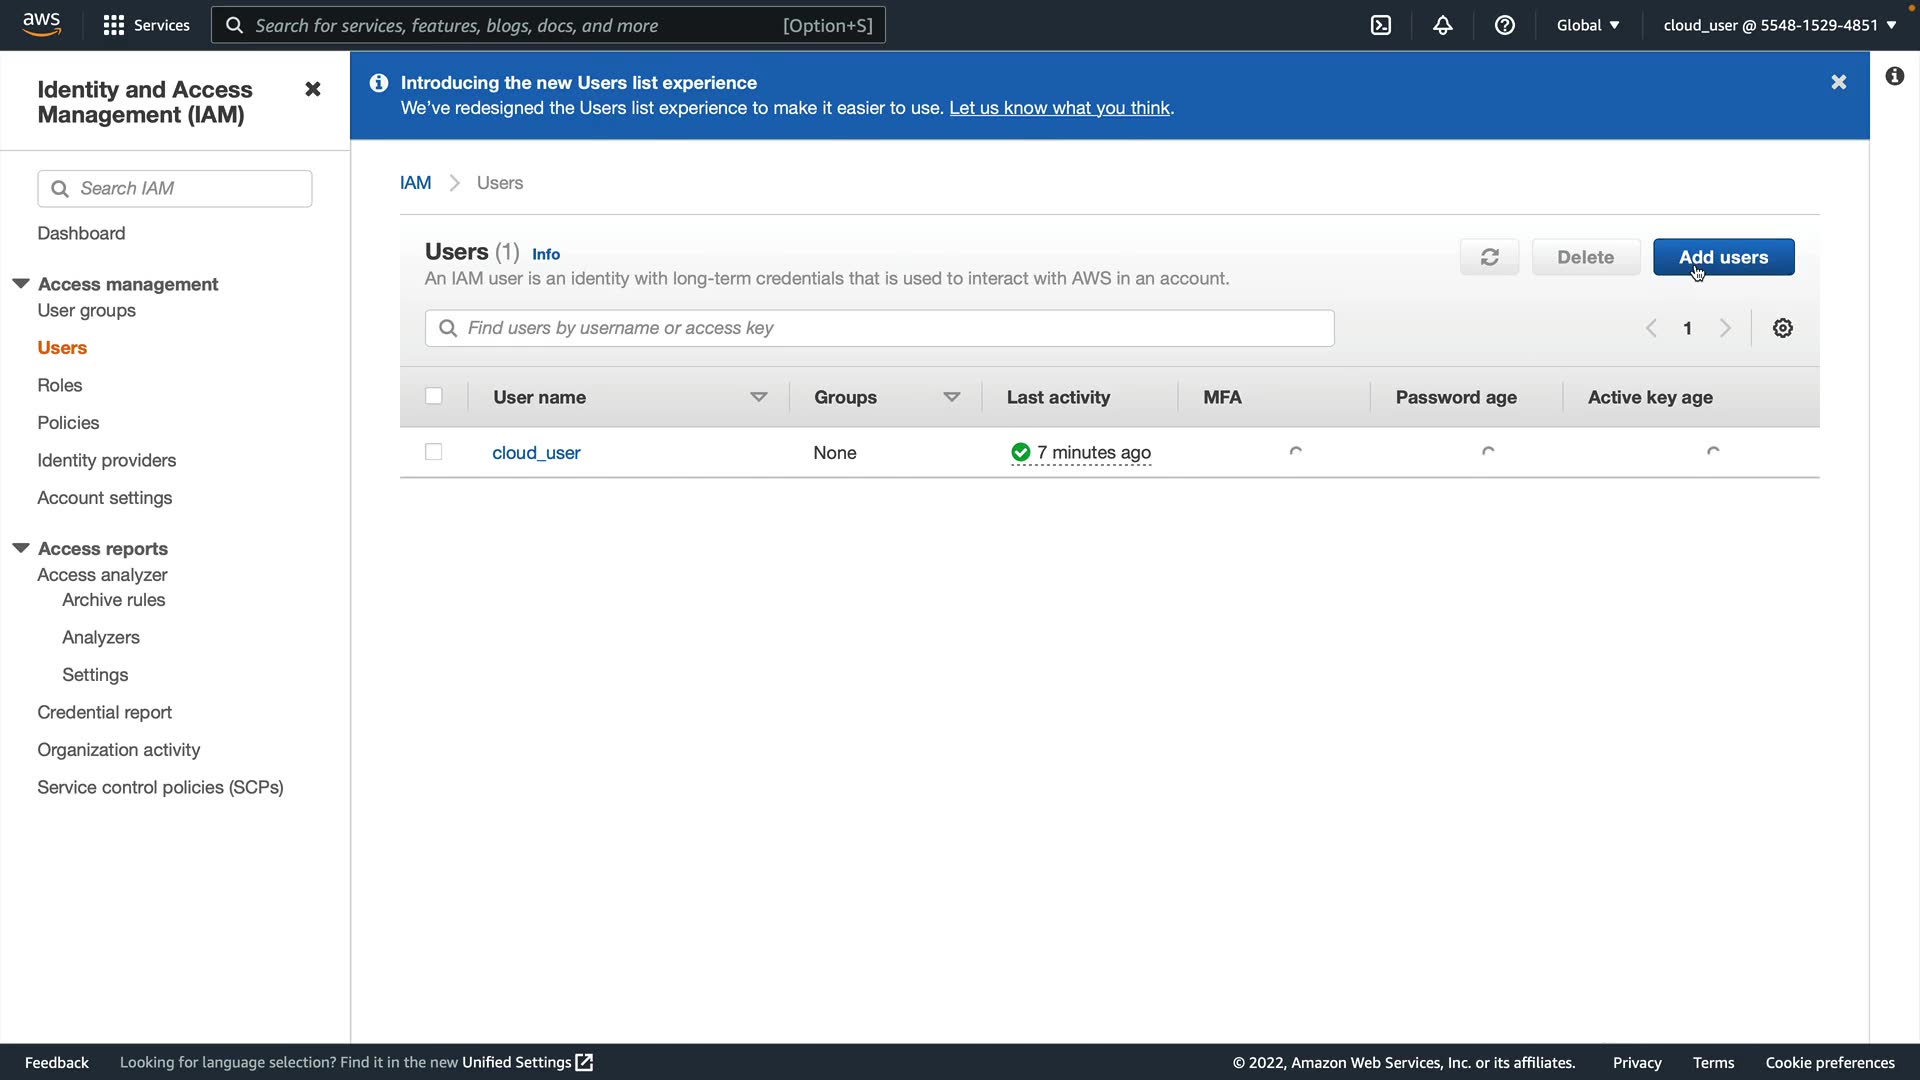 aws
Services
Search for services, features, blogs, docs, and more
[Option+S]
Global
cloud_user @ 5548-1529-4851
Identity and Access
Management (IAM)
Search IAM
Dashboard
Access management
User groups
Users
Roles
Policies
Identity providers
Account settings
Access reports
Access analyzer
Archive rules
Analyzers
Settings
Credential report
Organization activity
Service control policies (SCPs)
Introducing the new Users list experience
We've redesigned the Users list experience to make it easier to use. Let us know what you think.
IAM > Users
Users (1) Info
An IAM user is an identity with long-term credentials that is used to interact with AWS in an account.
Delete
Add users
Find users by username or access key
1
User name Groups Last activity MFA Password age Active key age
cloud_user None 7 minutes ago
Feedback
Looking for language selection? Find it in the new Unified Settings
© 2022, Amazon Web Services, Inc. or its affiliates.
Privacy
Terms
Cookie preferences